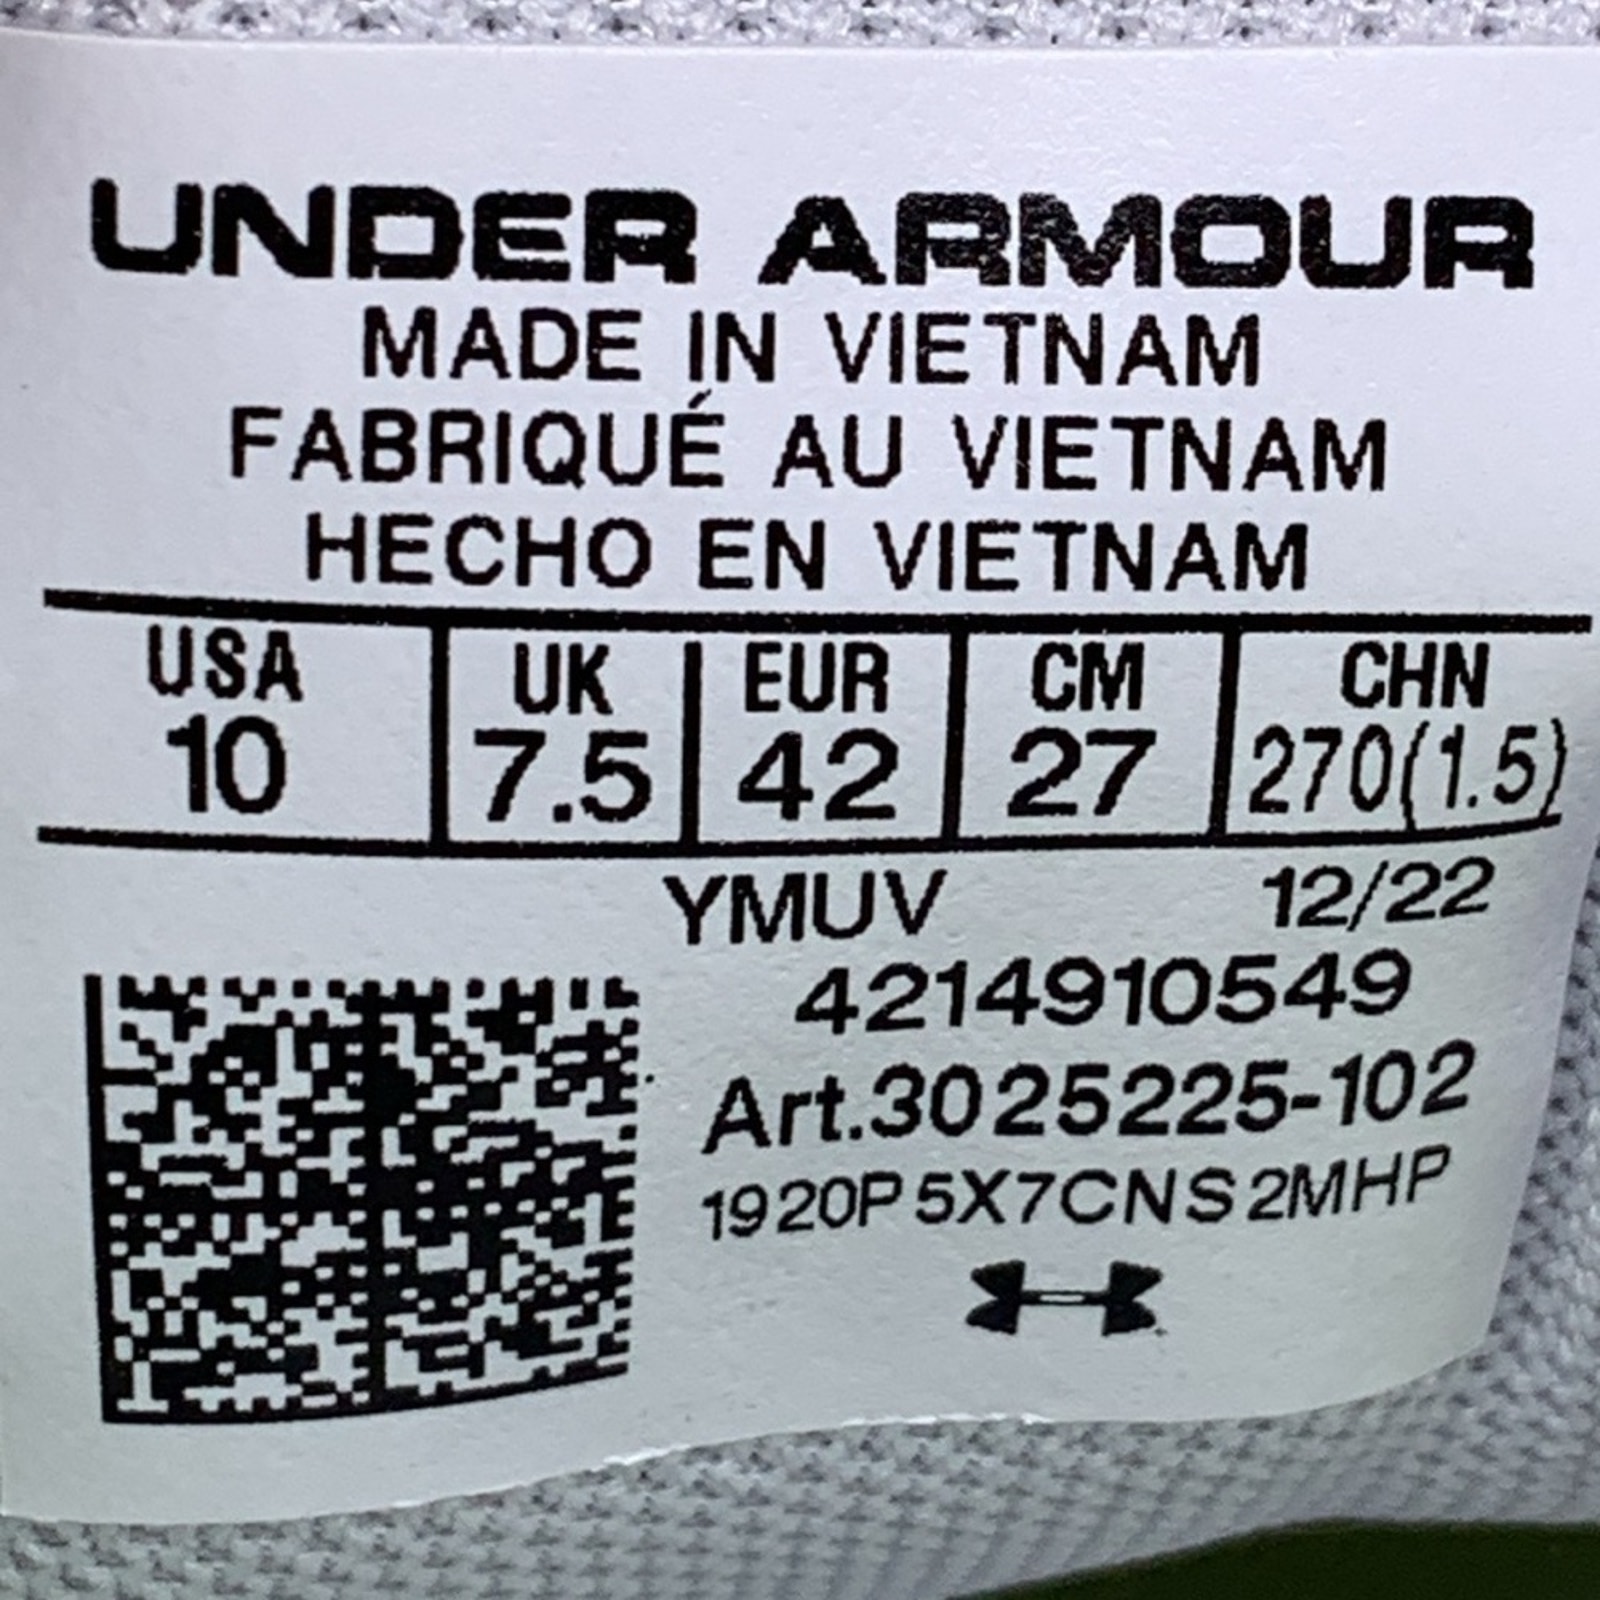 UNDER ARMOUR
MADE IN VIETNAM
FABRIQUÉ AU VIETNAM
HECHO EN VIETNAM
USA UK EUR CM CHN
10 7.5 42 27 270(1.5)
YMUV 12/22
4214910549
Art.3025225-102
1920P5X7CNS2MHP